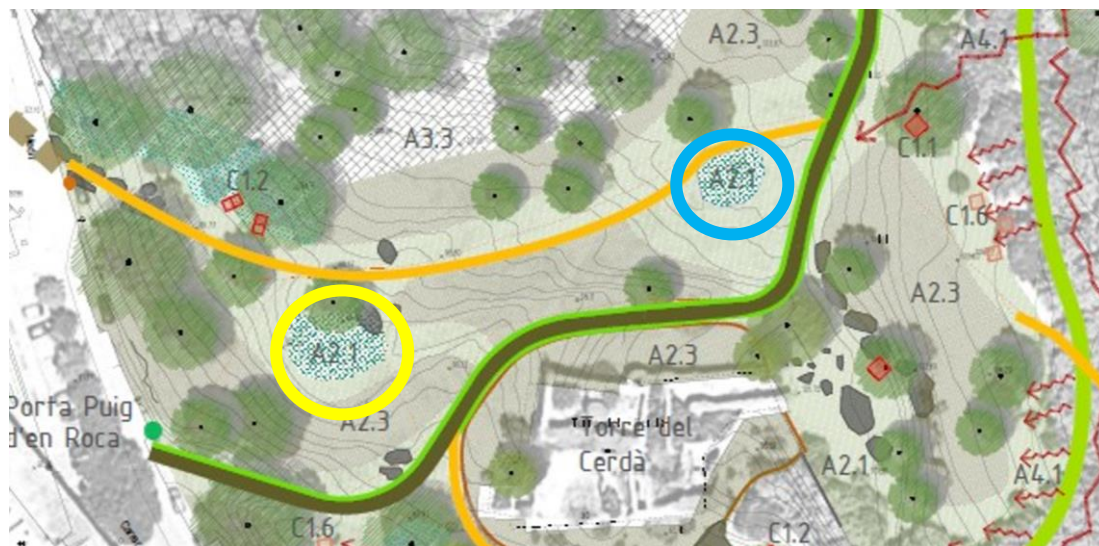 A2.3
A4.1
A3.3
C1.1
C1.2
A2.1
C1.6
A2.3
A2.1
A2.3
Porta Puig
d'en Roca
A2.3
Torre del
Cerdà
A2.1
A4.1
C1.6
C1.2